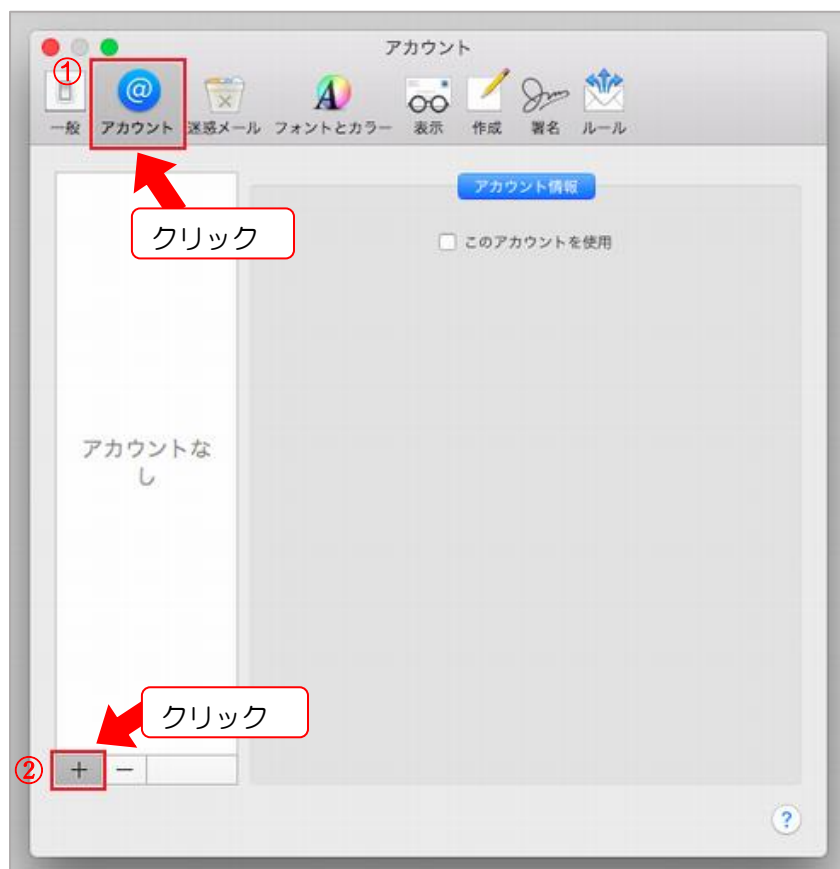 アカウント
①
一般 アカウント 迷惑メール フォントとカラー 表示 作成 署名 ルール
アカウント情報
クリック
このアカウントを使用
アカウントな
し
クリック
② + −
?